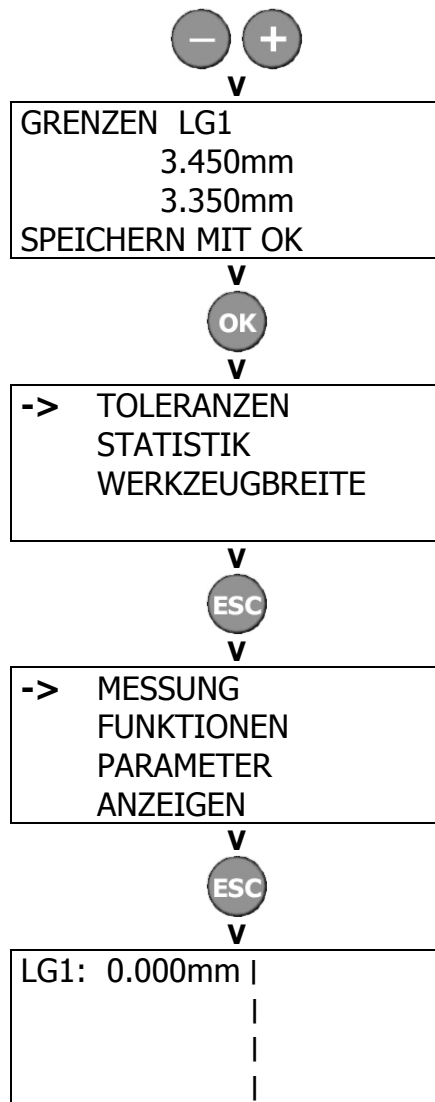 − +
v
GRENZEN LG1
3.450mm
3.350mm
SPEICHERN MIT OK
v
OK
v
-> TOLERANZEN
STATISTIK
WERKZEUGBREITE
v
ESC
v
-> MESSUNG
FUNKTIONEN
PARAMETER
ANZEIGEN
v
ESC
v
LG1: 0.000mm |
|
|
|